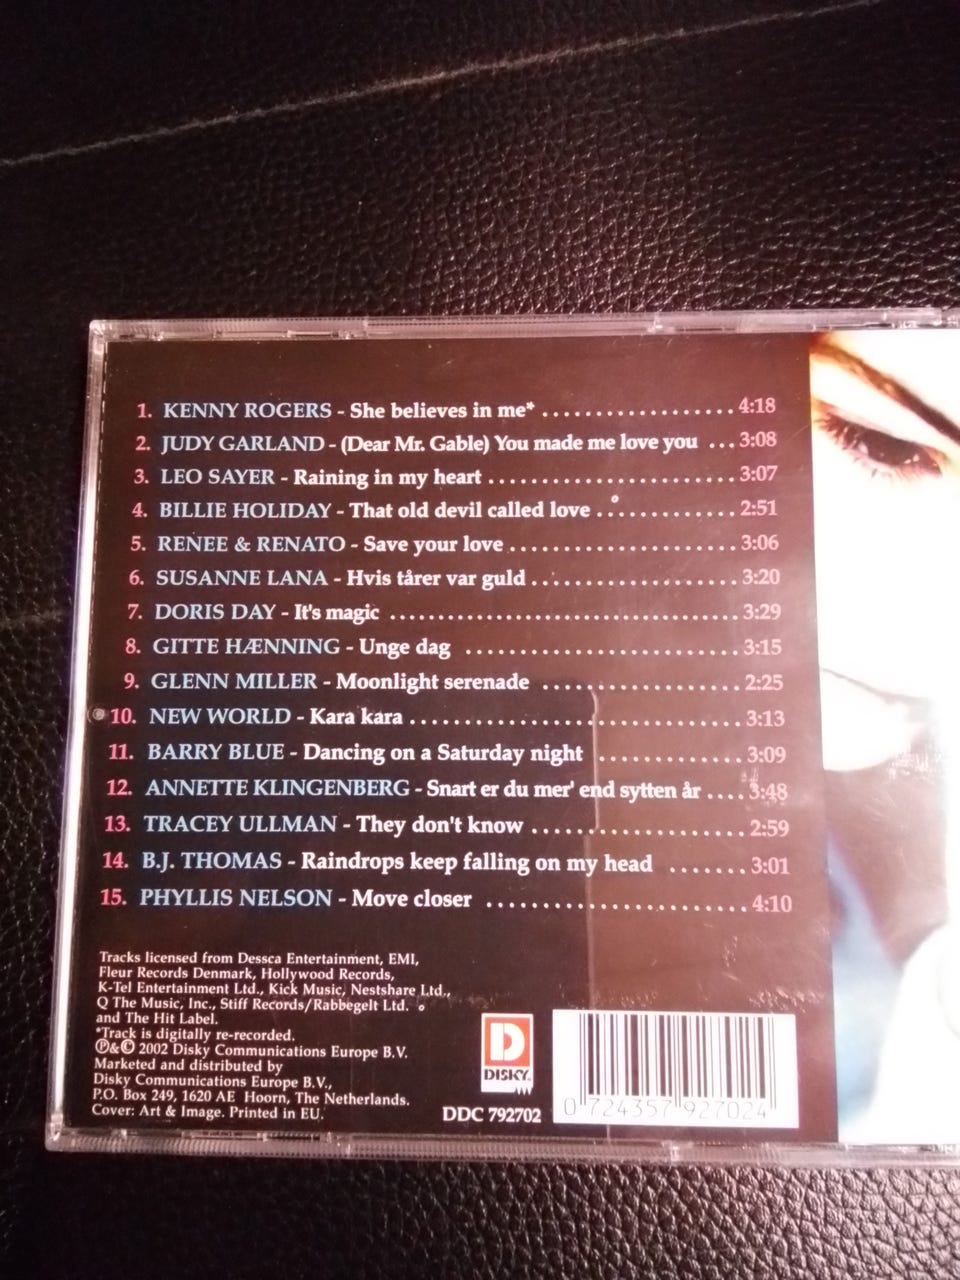 1. KENNY ROGERS - She believes in me* ................... 4:18
2. JUDY GARLAND - (Dear Mr. Gable) You made me love you ... 3:08
3. LEO SAYER - Raining in my heart ......................... 3:07
4. BILLIE HOLIDAY - That old devil called love .............. 2:51
5. RENEE & RENATO - Save your love ....................... 3:06
6. SUSANNE LANA - Hvis tårer var guld ..................... 3:20
7. DORIS DAY - It's magic ................................. 3:29
8. GITTE HÆNNING - Unge dag .......................... 3:15
9. GLENN MILLER - Moonlight serenade ................... 2:25
10. NEW WORLD - Kara kara ............................... 3:13
11. BARRY BLUE - Dancing on a Saturday night ............. 3:09
12. ANNETTE KLINGENBERG - Snart er du mer' end sytten år .... 3:48
13. TRACEY ULLMAN - They don't know .................... 2:59
14. B.J. THOMAS - Raindrops keep falling on my head ....... 3:01
15. PHYLLIS NELSON - Move closer ........................ 4:10
Tracks licensed from Dessca Entertainment, EMI,
Fleur Records Denmark, Hollywood Records,
K-Tel Entertainment Ltd., Kick Music, Nestshare Ltd.,
Q The Music, Inc., Stiff Records/Rabbegelt Ltd.
and The Hit Label.
*Track is digitally re-recorded.
℗&© 2002 Disky Communications Europe B.V.
Marketed and distributed by
Disky Communications Europe B.V.,
P.O. Box 249, 1620 AE Hoorn, The Netherlands.
Cover: Art & Image. Printed in EU.
D
DISKY
DDC 792702
0 724357 927024